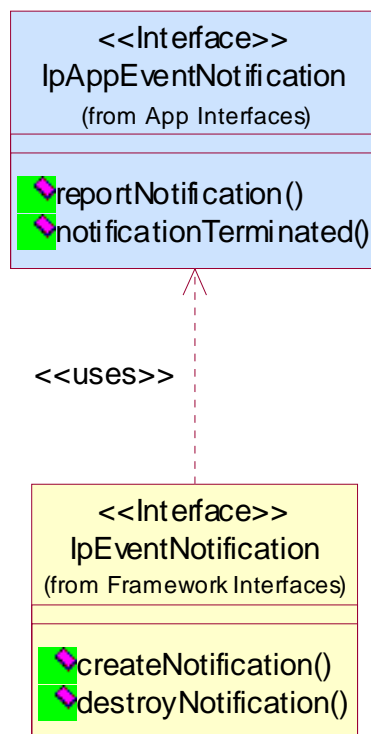 <<Interface>>
IpAppEventNotification
(from App Interfaces)
reportNotification()
notificationTerminated()
<<uses>>
<<Interface>>
IpEventNotification
(from Framework Interfaces)
createNotification()
destroyNotification()